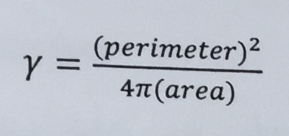 γ = (perimeter)² / 4π(area)